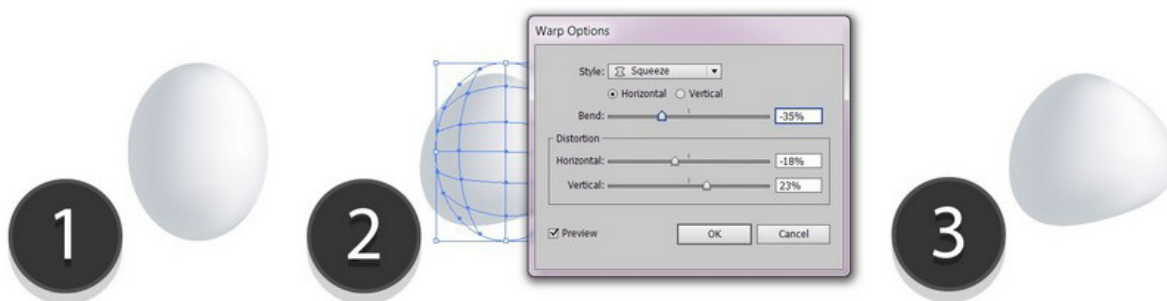 1
2
3
Warp Options
Style: Squeeze
Horizontal Vertical
Bend: -35%
Distortion
Horizontal: -18%
Vertical: 23%
Preview OK Cancel